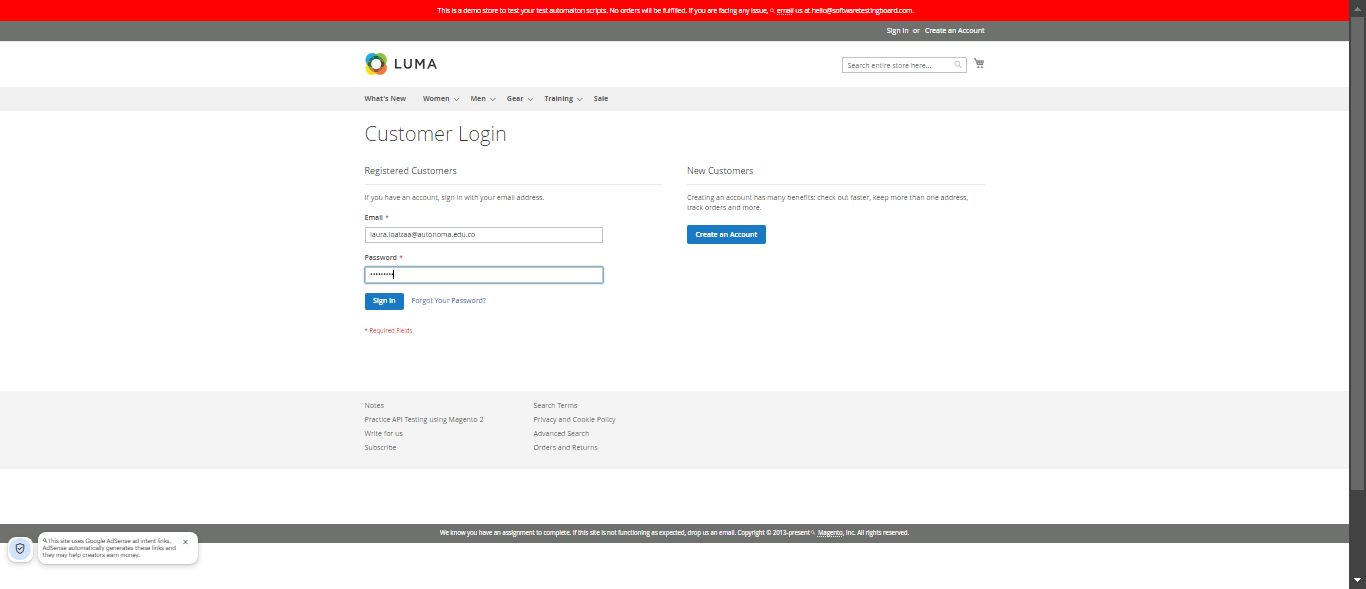 This is a demo store to test your test automaiton scripts. No orders will be fulfilled. If you are facing any issue, email us at hello@softwaretestingboard.com.
Sign In or Create an Account
LUMA
Search entire store here...
What's New Women Men Gear Training Sale
Customer Login
Registered Customers
If you have an account, sign in with your email address.
Email *
laura.loaizaa@autonoma.edu.co
Password *
•••••••••
Sign In Forgot Your Password?
* Required Fields
New Customers
Creating an account has many benefits: check out faster, keep more than one address,
track orders and more.
Create an Account
Notes
Practice API Testing using Magento 2
Write for us
Subscribe
Search Terms
Privacy and Cookie Policy
Advanced Search
Orders and Returns
We know you have an assignment to complete. If this site is not functioning as expected, drop us an email. Copyright © 2013-present Magento, Inc. All rights reserved.
This site uses Google AdSense ad intent links.
AdSense automatically generates these links and
they may help creators earn money.